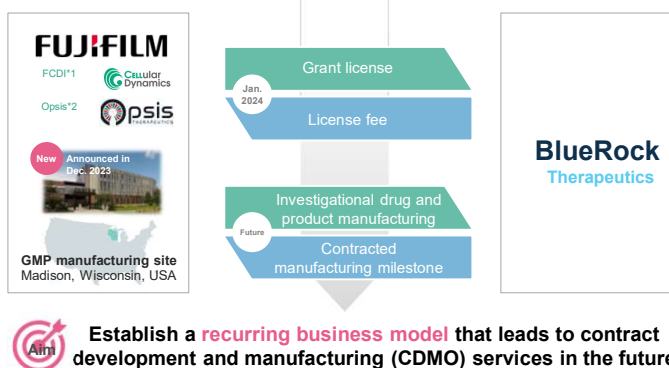 FUJIFILM
FCDI*1
Cellular
Dynamics
Opsis*2
Opsis
THERAPEUTICS
New
Announced in
Dec. 2023
GMP manufacturing site
Madison, Wisconsin, USA
Grant license
Jan.
2024
License fee
Investigational drug and
product manufacturing
Future
Contracted
manufacturing milestone
BlueRock
Therapeutics
Aim
Establish a recurring business model that leads to contract
development and manufacturing (CDMO) services in the future